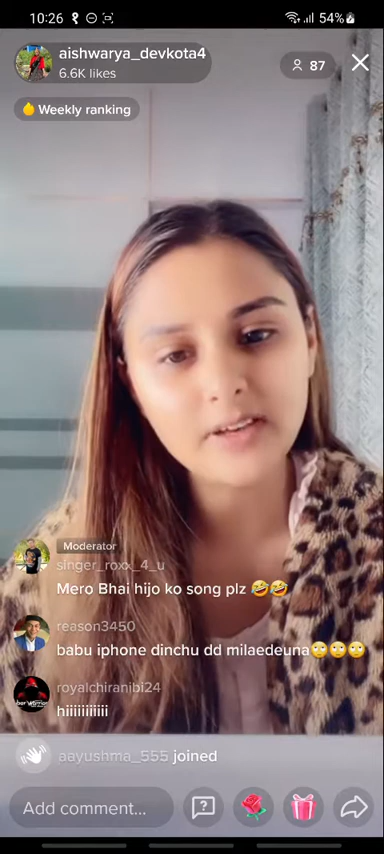 10:26
54%
aishwarya_devkota4
6.6K likes
87
Weekly ranking
Moderator
singer_roxx_4_u
Mero Bhai hijo ko song plz 🤣🤣
reason3450
babu iphone dinchu dd milaedeuna🙄🙄🙄
royalchiranibi24
hiiiiiiiiiii
aayushma_555 joined
Add comment...